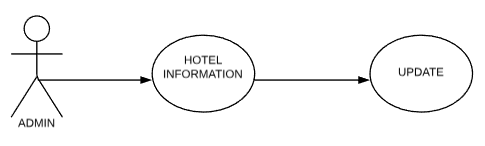 HOTEL
INFORMATION
UPDATE
ADMIN